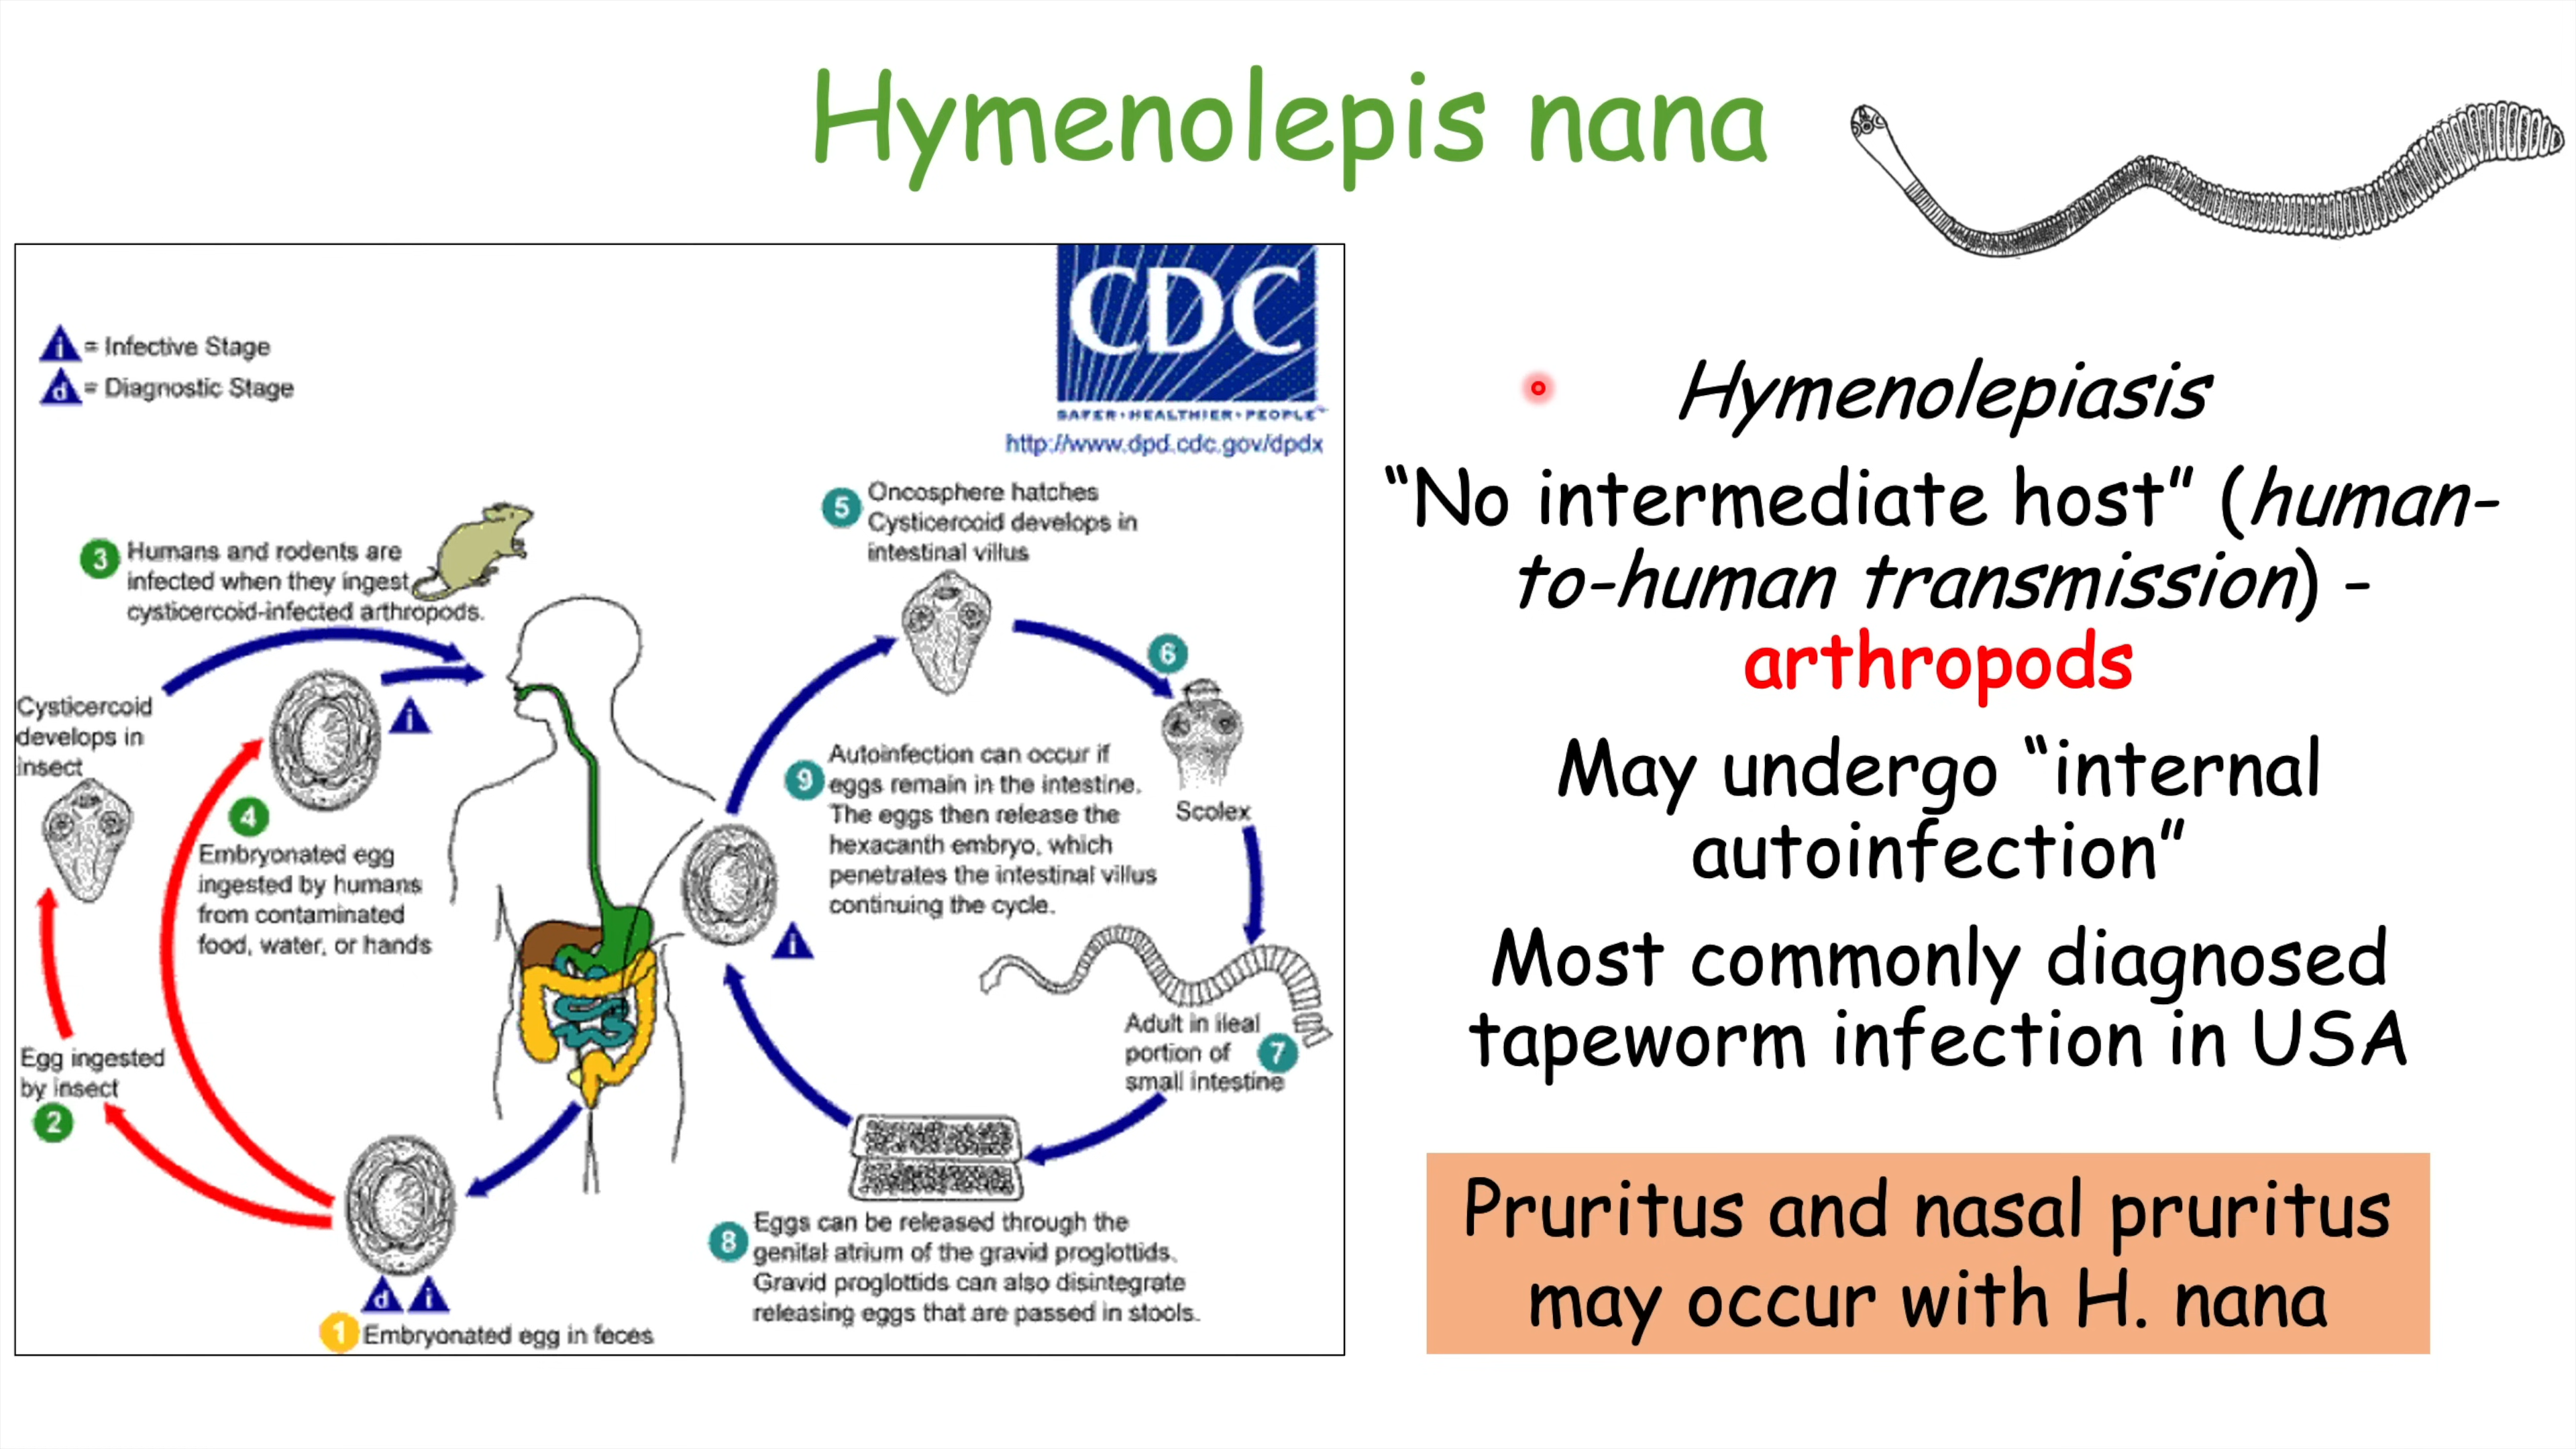 Hymenolepis nana
CDC
SAFER•HEALTHIER•PEOPLE™
http://www.dpd.cdc.gov/dpdx
i = Infective Stage
d = Diagnostic Stage
3 Humans and rodents are
infected when they ingest
cysticercoid-infected arthropods.
Cysticercoid
develops in
insect
i
4
Embryonated egg
ingested by humans
from contaminated
food, water, or hands
Egg ingested
by insect
2
d i
1 Embryonated egg in feces
5 Oncosphere hatches
Cysticercoid develops in
intestinal villus
6
Scolex
9 Autoinfection can occur if
eggs remain in the intestine.
The eggs then release the
hexacanth embryo, which
penetrates the intestinal villus
continuing the cycle.
i
Adult in ileal
portion of 7
small intestine
8 Eggs can be released through the
genital atrium of the gravid proglottids.
Gravid proglottids can also disintegrate
releasing eggs that are passed in stools.
Hymenolepiasis
“No intermediate host” (human-
to-human transmission) -
arthropods
May undergo “internal
autoinfection”
Most commonly diagnosed
tapeworm infection in USA
Pruritus and nasal pruritus
may occur with H. nana